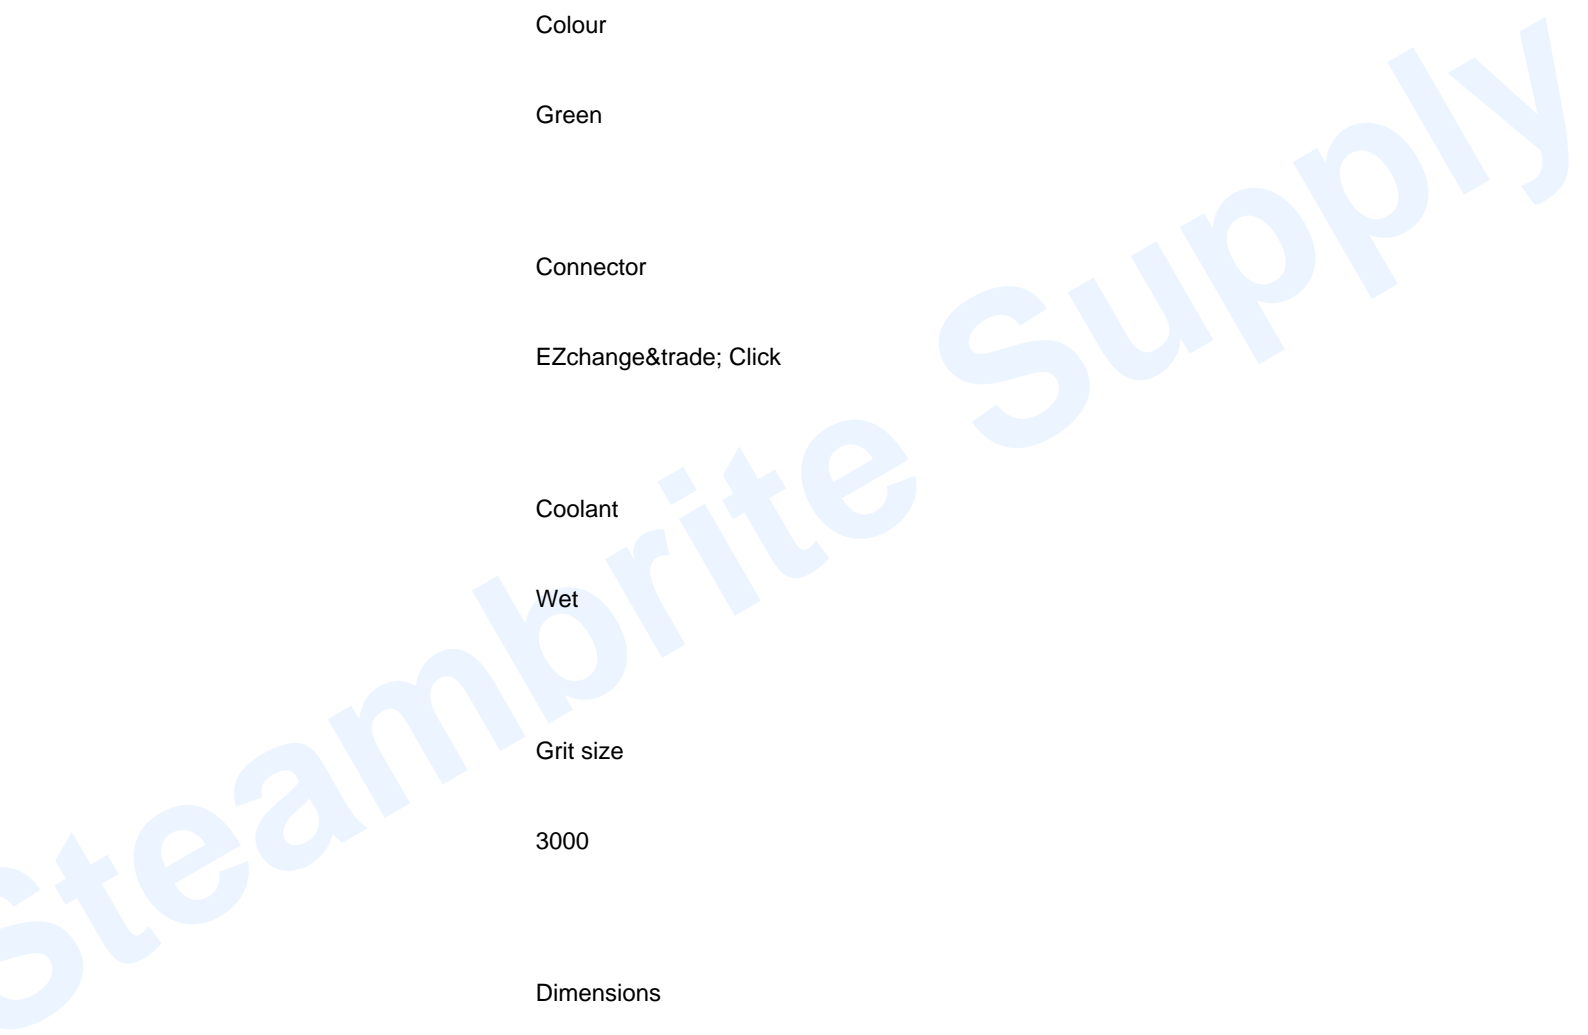 Colour
Green
Connector
EZchange&trade; Click
Coolant
Wet
Grit size
3000
Dimensions
Steambrite Supply